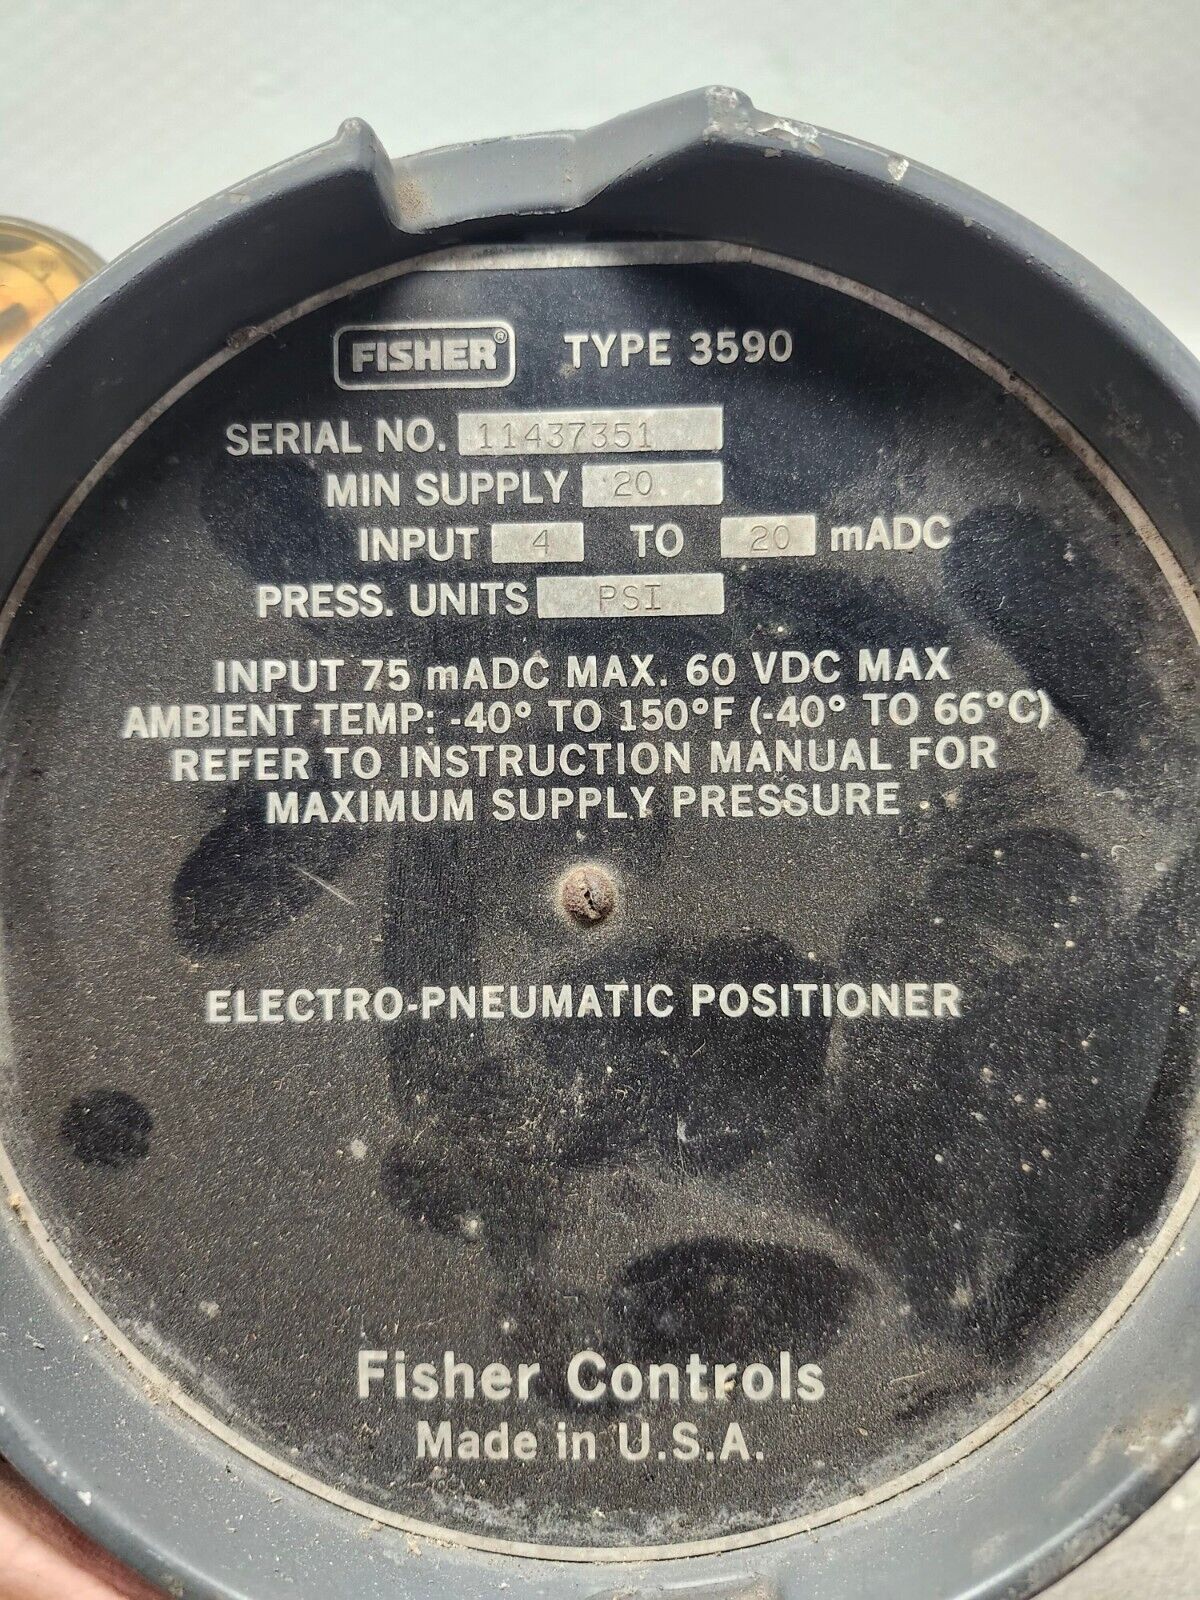 FISHER® TYPE 3590
SERIAL NO. 11437351
MIN SUPPLY 20
INPUT 4 TO 20 mADC
PRESS. UNITS PSI
INPUT 75 mADC MAX. 60 VDC MAX
AMBIENT TEMP: -40° TO 150°F (-40° TO 66°C)
REFER TO INSTRUCTION MANUAL FOR
MAXIMUM SUPPLY PRESSURE
ELECTRO-PNEUMATIC POSITIONER
Fisher Controls
Made in U.S.A.